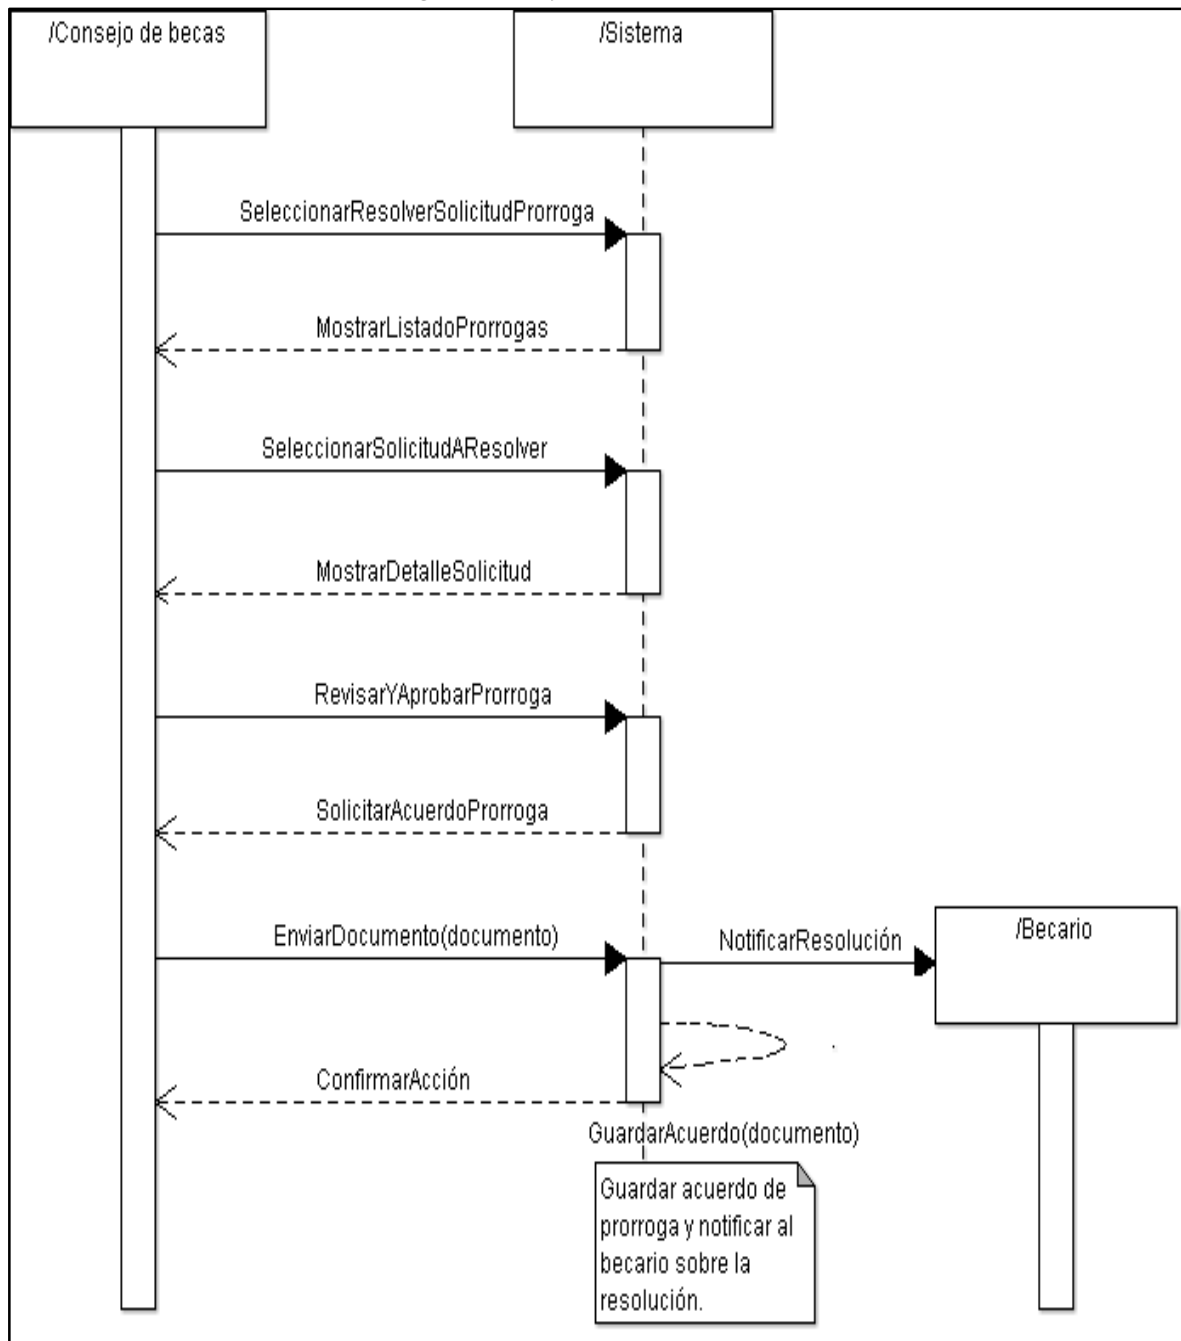 /Consejo de becas
/Sistema
SeleccionarResolverSolicitudProrroga
MostrarListadoProrrogas
SeleccionarSolicitudAResolver
MostrarDetalleSolicitud
RevisarYAprobarProrroga
SolicitarAcuerdoProrroga
EnviarDocumento(documento)
NotificarResolución
/Becario
ConfirmarAcción
GuardarAcuerdo(documento)
Guardar acuerdo de
prorroga y notificar al
becario sobre la
resolución.